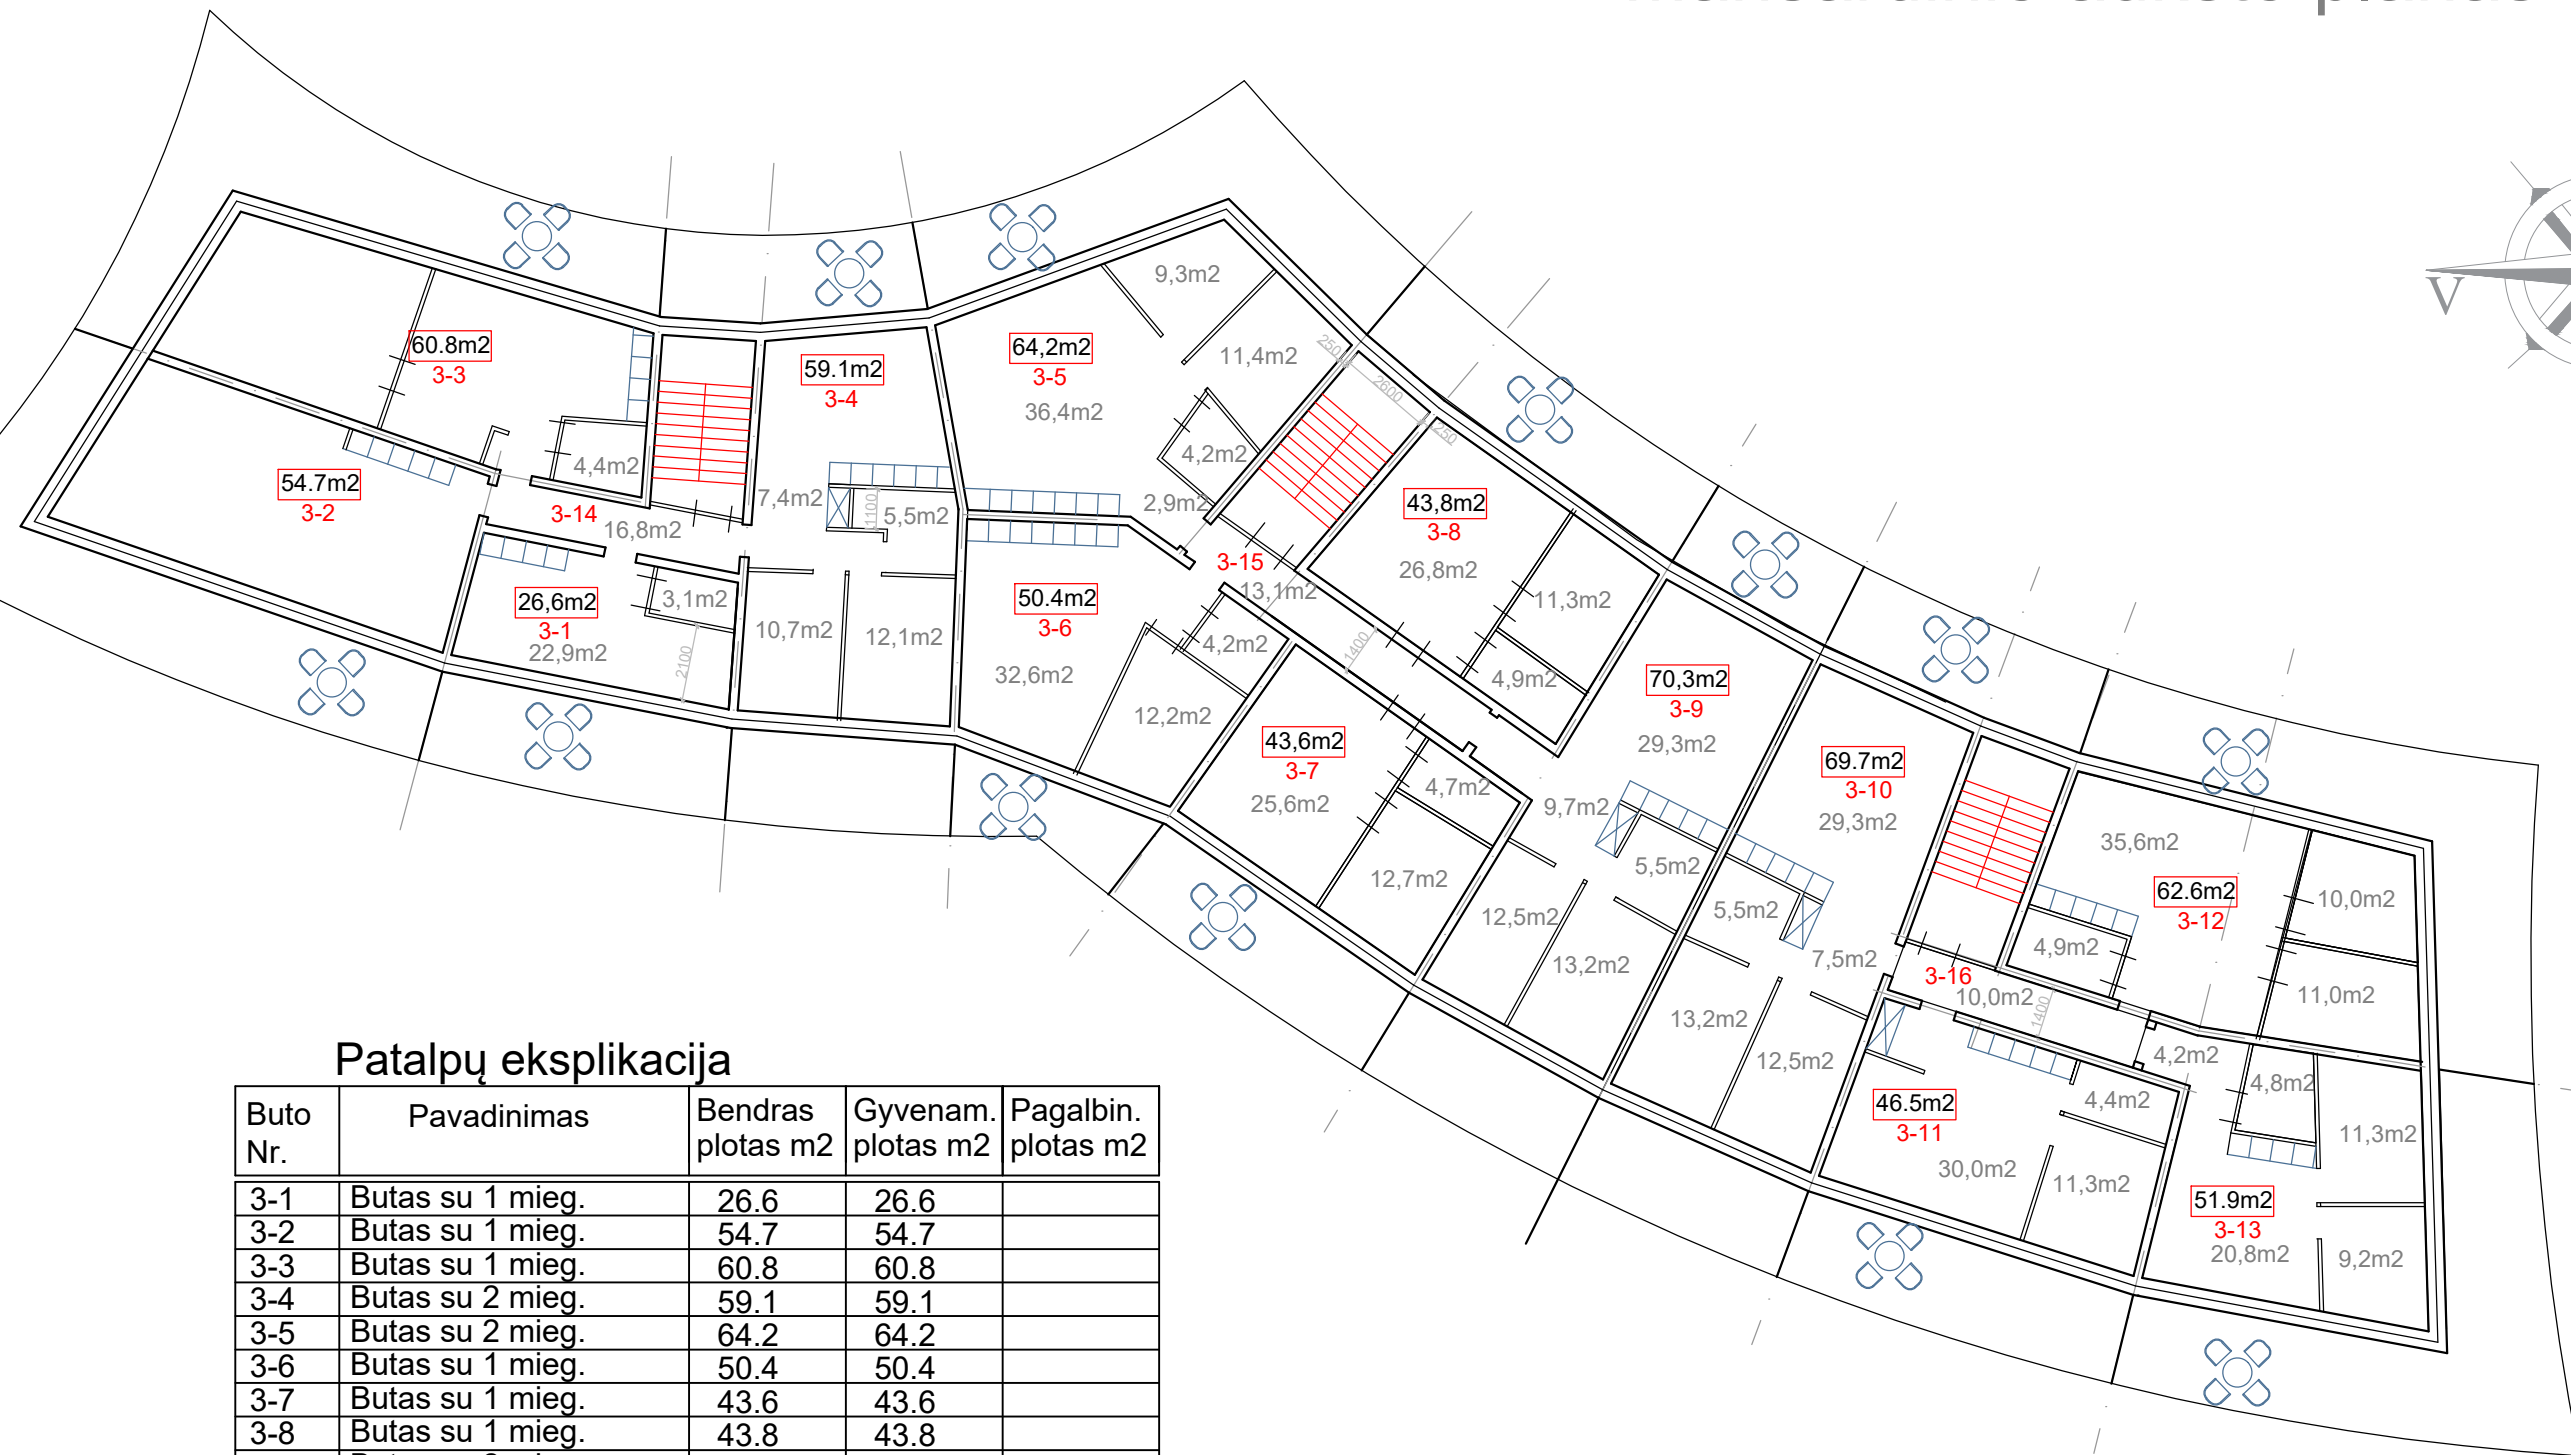 60.8m2
3-3
54.7m2
3-2
4,4m2
3-14
16,8m2
26,6m2
3-1
22,9m2
3,1m2
2100
59.1m2
3-4
7,4m2
1100
5,5m2
10,7m2
12,1m2
64,2m2
3-5
36,4m2
9,3m2
11,4m2
4,2m2
2,9m2
250
2600
250
50.4m2
3-6
32,6m2
4,2m2
12,2m2
3-15
13,1m2
1400
43,8m2
3-8
26,8m2
11,3m2
4,9m2
43,6m2
3-7
25,6m2
4,7m2
12,7m2
70,3m2
3-9
29,3m2
9,7m2
5,5m2
12,5m2
13,2m2
69.7m2
3-10
29,3m2
5,5m2
7,5m2
13,2m2
12,5m2
3-16
10,0m2
1400
35,6m2
62.6m2
3-12
4,9m2
10,0m2
11,0m2
46.5m2
3-11
30,0m2
4,4m2
11,3m2
4,2m2
4,8m2
11,3m2
51.9m2
3-13
20,8m2
9,2m2
V
Patalpų eksplikacija
Buto Nr. Pavadinimas Bendras plotas m2 Gyvenam. plotas m2 Pagalbin. plotas m2
3-1 Butas su 1 mieg. 26.6 26.6
3-2 Butas su 1 mieg. 54.7 54.7
3-3 Butas su 1 mieg. 60.8 60.8
3-4 Butas su 2 mieg. 59.1 59.1
3-5 Butas su 2 mieg. 64.2 64.2
3-6 Butas su 1 mieg. 50.4 50.4
3-7 Butas su 1 mieg. 43.6 43.6
3-8 Butas su 1 mieg. 43.8 43.8